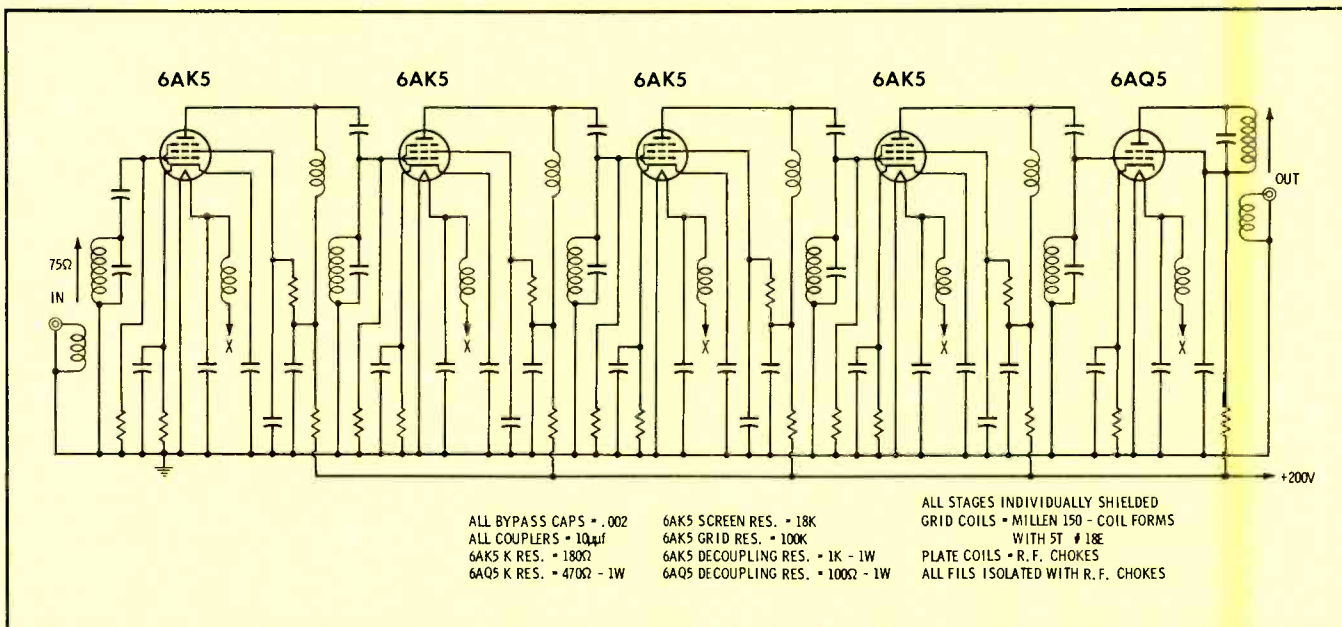 6AK5 6AK5 6AK5 6AK5 6AQ5
OUT
75Ω
IN
X X X X X
+200V
ALL BYPASS CAPS = .002
ALL COUPLERS = 10µµf
6AK5 K RES. = 180Ω
6AQ5 K RES. = 470Ω - 1W
6AK5 SCREEN RES. = 18K
6AK5 GRID RES. = 100K
6AK5 DECOUPLING RES. = 1K - 1W
6AQ5 DECOUPLING RES. = 100Ω - 1W
ALL STAGES INDIVIDUALLY SHIELDED
GRID COILS = MILLEN 150 - COIL FORMS
WITH 5T # 18E
PLATE COILS = R.F. CHOKES
ALL FILS ISOLATED WITH R.F. CHOKES